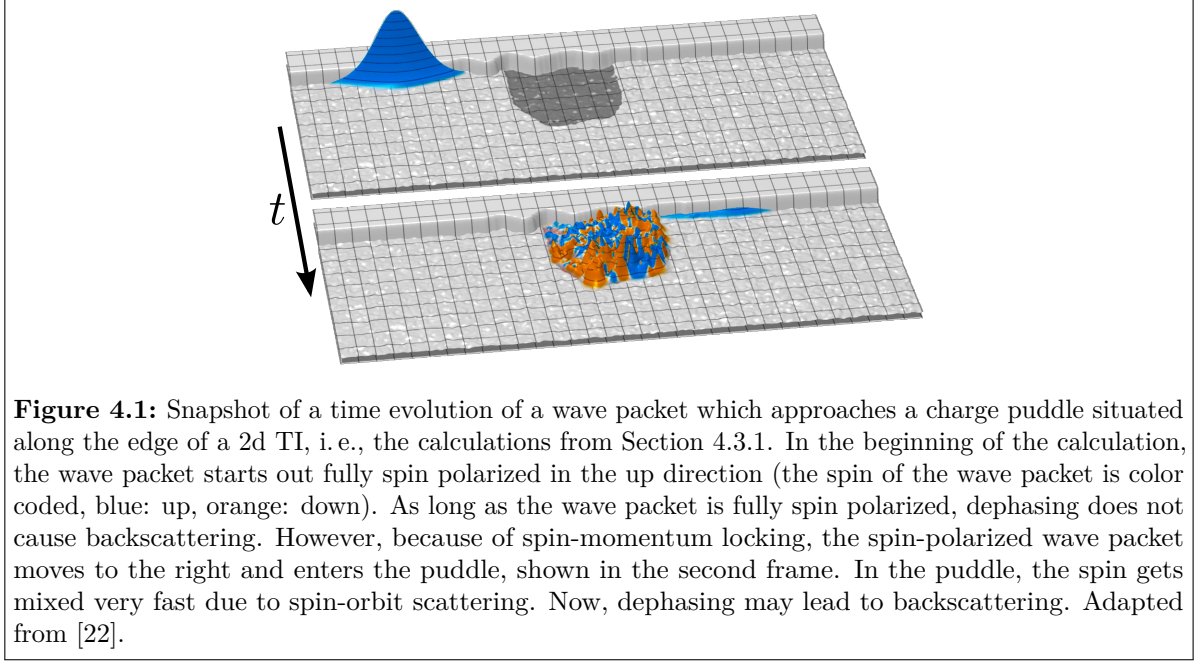 t
Figure 4.1: Snapshot of a time evolution of a wave packet which approaches a charge puddle situated
along the edge of a 2d TI, i. e., the calculations from Section 4.3.1. In the beginning of the calculation,
the wave packet starts out fully spin polarized in the up direction (the spin of the wave packet is color
coded, blue: up, orange: down). As long as the wave packet is fully spin polarized, dephasing does not
cause backscattering. However, because of spin-momentum locking, the spin-polarized wave packet
moves to the right and enters the puddle, shown in the second frame. In the puddle, the spin gets
mixed very fast due to spin-orbit scattering. Now, dephasing may lead to backscattering. Adapted
from [22].